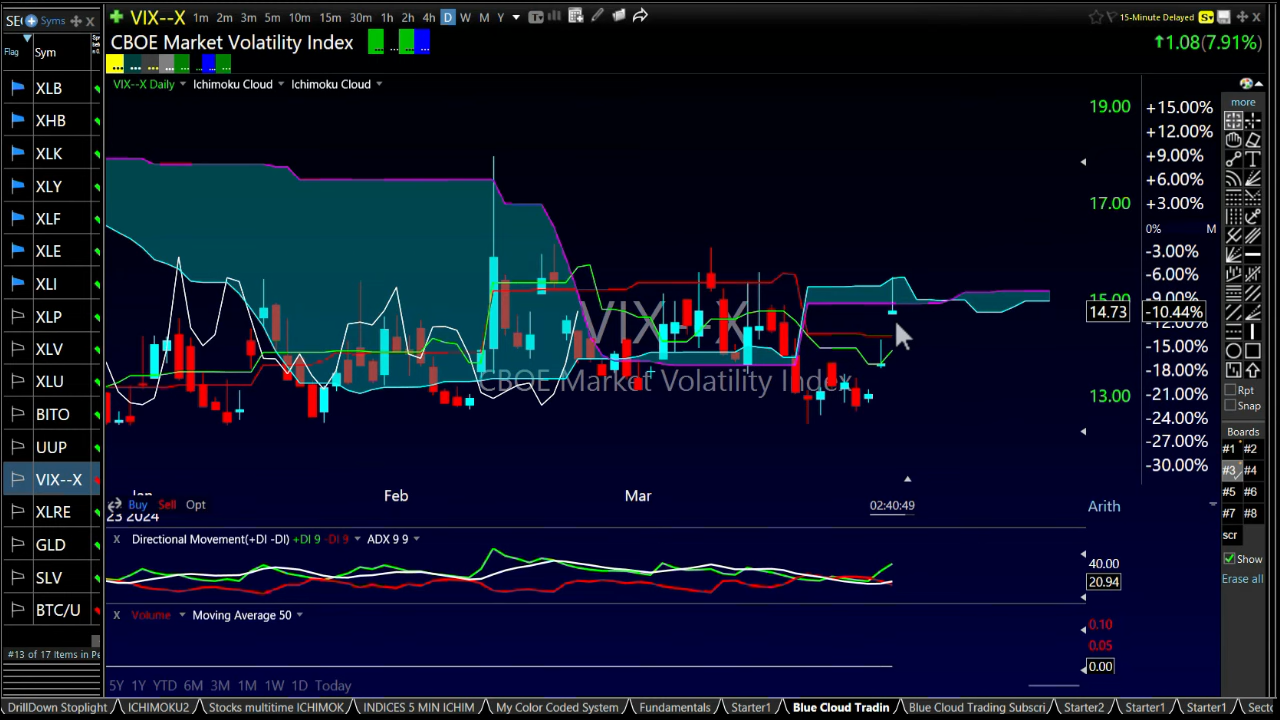 SE Syms
Flag Sym
XLB
XHB
XLK
XLY
XLF
XLE
XLI
XLP
XLV
XLU
BITO
UUP
VIX--X
XLRE
GLD
SLV
BTC/U
#13 of 17 Items in Pe
VIX--X 1m 2m 3m 5m 10m 15m 30m 1h 2h 4h D W M Y
15-Minute Delayed S
CBOE Market Volatility Index
1.08(7.91%)
VIX--X Daily Ichimoku Cloud Ichimoku Cloud
VIX--X
CBOE Market Volatility Index
19.00
17.00
15.00
14.73
13.00
+15.00%
+12.00%
+9.00%
+6.00%
+3.00%
0% M
-3.00%
-6.00%
-9.00%
-10.44%
-12.00%
-15.00%
-18.00%
-21.00%
-24.00%
-27.00%
-30.00%
more
T
Rpt
Snap
Boards
#1 #2
#3 #4
#5 #6
#7 #8
scr
Show
Erase all
Jan Feb Mar
Buy Sell Opt
23 2024
02:40:49
Arith
X Directional Movement(+DI -DI) +DI 9 -DI 9 ADX 9 9
40.00
20.94
X Volume Moving Average 50
0.10
0.05
0.00
5Y 1Y YTD 6M 3M 1M 1W 1D Today
DrillDown Stoplight ICHIMOKU2 Stocks multitime ICHIMOK INDICES 5 MIN ICHIM My Color Coded System Fundamentals Starter1 Blue Cloud Tradin Blue Cloud Trading Subscri Starter2 Starter1 Starter1 Secto